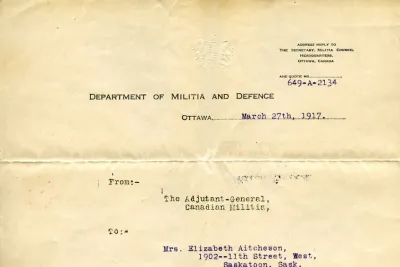 ADDRESS REPLY TO
THE SECRETARY, MILITIA COUNCIL
HEADQUARTERS,
OTTAWA, CANADA
AND QUOTE NO.
649-A-2134
DEPARTMENT OF MILITIA AND DEFENCE
OTTAWA, March 27th, 1917.
From:-
The Adjutant-General,
Canadian Militia,
To:-
Mrs. Elizabeth Aitcheson,
1902--11th Street, West,
Saskatoon, Sask.